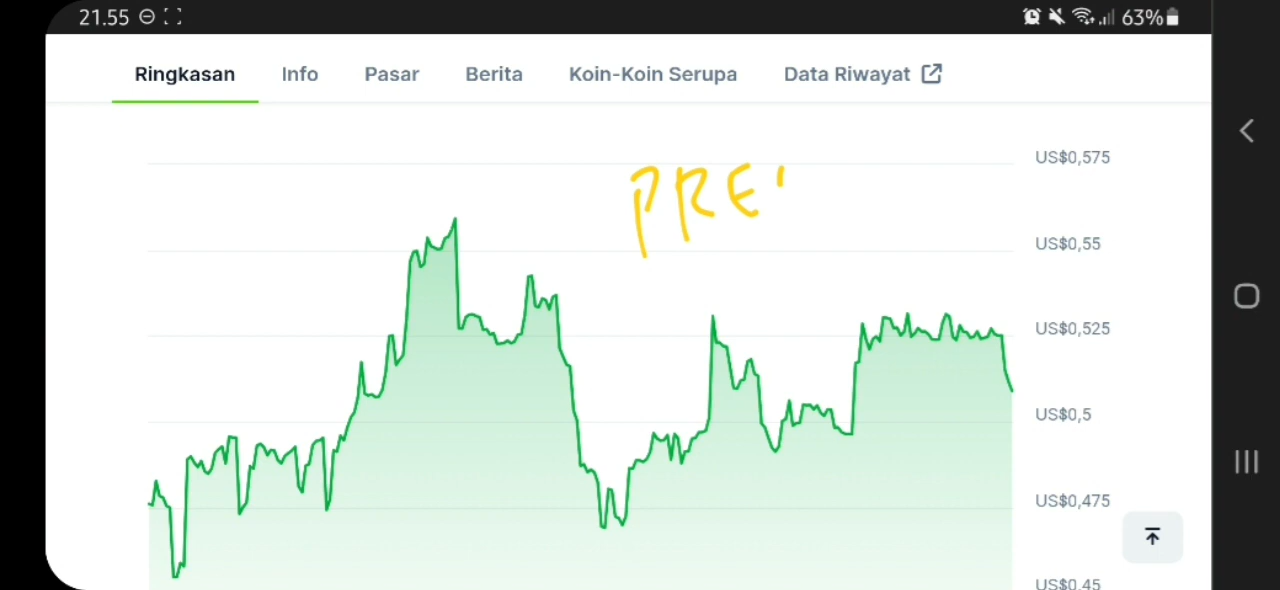 21.55 63%
Ringkasan Info Pasar Berita Koin-Koin Serupa Data Riwayat
US$0,575
PRE'
US$0,55
US$0,525
US$0,5
US$0,475
US$0,45